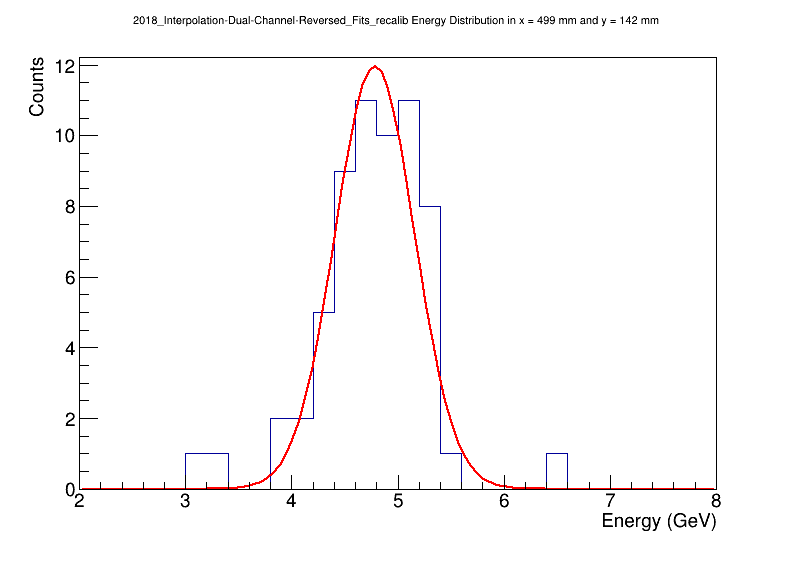 2018_Interpolation-Dual-Channel-Reversed_Fits_recalib Energy Distribution in x = 499 mm and y = 142 mm
Counts
12
10
8
6
4
2
0
2 3 4 5 6 7 8
Energy (GeV)